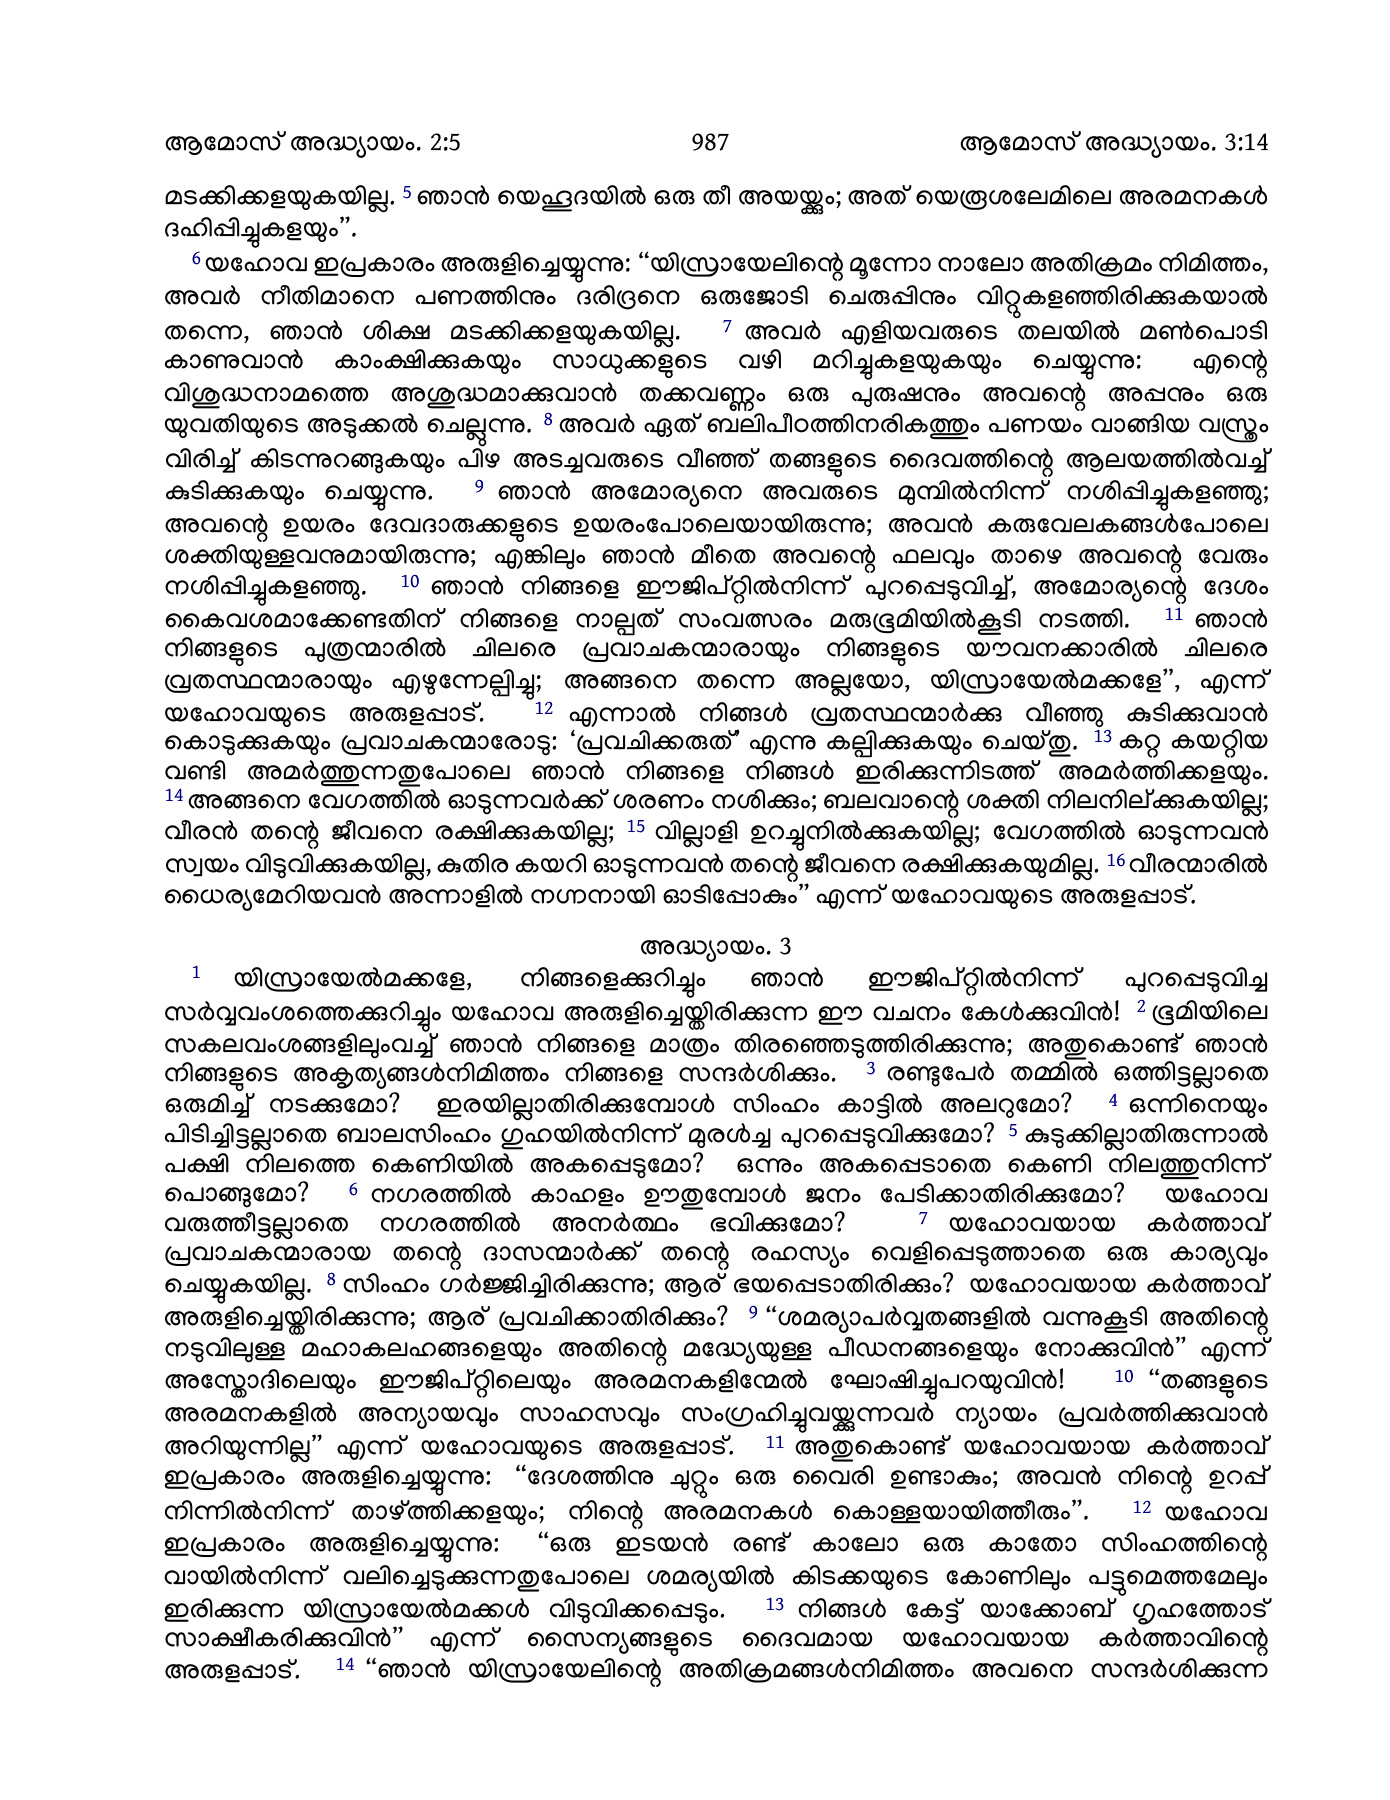 ആമോസ് അദ്ധ്യായം. 2:5 987 ആമോസ് അദ്ധ്യായം. 3:14
മടക്കിക്കളയുകയില്ല. 5 ഞാൻ യെഹൂദയിൽ ഒരു തീ അയയ്ക്കും; അത് യെരൂശലേമിലെ അരമനകൾ
ദഹിപ്പിച്ചുകളയും”.
6 യഹോവ ഇപ്രകാരം അരുളിച്ചെയ്യുന്നു: “യിസ്രായേലിന്റെ മൂന്നോ നാലോ അതിക്രമം നിമിത്തം,
അവർ നീതിമാനെ പണത്തിനും ദരിദ്രനെ ഒരുജോടി ചെരുപ്പിനും വിറ്റുകളഞ്ഞിരിക്കുകയാൽ
തന്നെ, ഞാൻ ശിക്ഷ മടക്കിക്കളയുകയില്ല. 7 അവർ എളിയവരുടെ തലയിൽ മൺപൊടി
കാണുവാൻ കാംക്ഷിക്കുകയും സാധുക്കളുടെ വഴി മറിച്ചുകളയുകയും ചെയ്യുന്നു: എന്റെ
വിശുദ്ധനാമത്തെ അശുദ്ധമാക്കുവാൻ തക്കവണ്ണം ഒരു പുരുഷനും അവന്റെ അപ്പനും ഒരു
യുവതിയുടെ അടുക്കൽ ചെല്ലുന്നു. 8 അവർ ഏത് ബലിപീഠത്തിനരികത്തും പണയം വാങ്ങിയ വസ്ത്രം
വിരിച്ച് കിടന്നുറങ്ങുകയും പിഴ അടച്ചവരുടെ വീഞ്ഞ് തങ്ങളുടെ ദൈവത്തിന്റെ ആലയത്തിൽവച്ച്
കുടിക്കുകയും ചെയ്യുന്നു. 9 ഞാൻ അമോര്യനെ അവരുടെ മുമ്പിൽനിന്ന് നശിപ്പിച്ചുകളഞ്ഞു;
അവന്റെ ഉയരം ദേവദാരുക്കളുടെ ഉയരംപോലെയായിരുന്നു; അവൻ കരുവേലകങ്ങൾപോലെ
ശക്തിയുള്ളവനുമായിരുന്നു; എങ്കിലും ഞാൻ മീതെ അവന്റെ ഫലവും താഴെ അവന്റെ വേരും
നശിപ്പിച്ചുകളഞ്ഞു. 10 ഞാൻ നിങ്ങളെ ഈജിപ്റ്റിൽനിന്ന് പുറപ്പെടുവിച്ച്, അമോര്യന്റെ ദേശം
കൈവശമാക്കേണ്ടതിന് നിങ്ങളെ നാല്പത് സംവത്സരം മരുഭൂമിയിൽകൂടി നടത്തി. 11 ഞാൻ
നിങ്ങളുടെ പുത്രന്മാരിൽ ചിലരെ പ്രവാചകന്മാരായും നിങ്ങളുടെ യൗവനക്കാരിൽ ചിലരെ
വ്രതസ്ഥന്മാരായും എഴുന്നേല്പിച്ചു; അങ്ങനെ തന്നെ അല്ലയോ, യിസ്രായേൽമക്കളേ”, എന്ന്
യഹോവയുടെ അരുളപ്പാട്. 12 എന്നാൽ നിങ്ങൾ വ്രതസ്ഥന്മാർക്കു വീഞ്ഞു കുടിക്കുവാൻ
കൊടുക്കുകയും പ്രവാചകന്മാരോടു: ‘പ്രവചിക്കരുത്’ എന്നു കല്പിക്കുകയും ചെയ്തു. 13 കറ്റ കയറ്റിയ
വണ്ടി അമർത്തുന്നതുപോലെ ഞാൻ നിങ്ങളെ നിങ്ങൾ ഇരിക്കുന്നിടത്ത് അമർത്തിക്കളയും.
14 അങ്ങനെ വേഗത്തിൽ ഓടുന്നവർക്ക് ശരണം നശിക്കും; ബലവാന്റെ ശക്തി നിലനില്ക്കുകയില്ല;
വീരൻ തന്റെ ജീവനെ രക്ഷിക്കുകയില്ല; 15 വില്ലാളി ഉറച്ചുനിൽക്കുകയില്ല; വേഗത്തിൽ ഓടുന്നവൻ
സ്വയം വിടുവിക്കുകയില്ല, കുതിര കയറി ഓടുന്നവൻ തന്റെ ജീവനെ രക്ഷിക്കുകയുമില്ല. 16 വീരന്മാരിൽ
ധൈര്യമേറിയവൻ അന്നാളിൽ നഗ്നനായി ഓടിപ്പോകും” എന്ന് യഹോവയുടെ അരുളപ്പാട്.
അദ്ധ്യായം. 3
1 യിസ്രായേൽമക്കളേ, നിങ്ങളെക്കുറിച്ചും ഞാൻ ഈജിപ്റ്റിൽനിന്ന് പുറപ്പെടുവിച്ച
സർവ്വവംശത്തെക്കുറിച്ചും യഹോവ അരുളിച്ചെയ്തിരിക്കുന്ന ഈ വചനം കേൾക്കുവിൻ! 2 ഭൂമിയിലെ
സകലവംശങ്ങളിലുംവച്ച് ഞാൻ നിങ്ങളെ മാത്രം തിരഞ്ഞെടുത്തിരിക്കുന്നു; അതുകൊണ്ട് ഞാൻ
നിങ്ങളുടെ അകൃത്യങ്ങൾനിമിത്തം നിങ്ങളെ സന്ദർശിക്കും. 3 രണ്ടുപേർ തമ്മിൽ ഒത്തിട്ടല്ലാതെ
ഒരുമിച്ച് നടക്കുമോ? ഇരയില്ലാതിരിക്കുമ്പോൾ സിംഹം കാട്ടിൽ അലറുമോ? 4 ഒന്നിനെയും
പിടിച്ചിട്ടല്ലാതെ ബാലസിംഹം ഗുഹയിൽനിന്ന് മുരൾച്ച പുറപ്പെടുവിക്കുമോ? 5 കുടുക്കില്ലാതിരുന്നാൽ
പക്ഷി നിലത്തെ കെണിയിൽ അകപ്പെടുമോ? ഒന്നും അകപ്പെടാതെ കെണി നിലത്തുനിന്ന്
പൊങ്ങുമോ? 6 നഗരത്തിൽ കാഹളം ഊതുമ്പോൾ ജനം പേടിക്കാതിരിക്കുമോ? യഹോവ
വരുത്തീട്ടല്ലാതെ നഗരത്തിൽ അനർത്ഥം ഭവിക്കുമോ? 7 യഹോവയായ കർത്താവ്
പ്രവാചകന്മാരായ തന്റെ ദാസന്മാർക്ക് തന്റെ രഹസ്യം വെളിപ്പെടുത്താതെ ഒരു കാര്യവും
ചെയ്യുകയില്ല. 8 സിംഹം ഗർജ്ജിച്ചിരിക്കുന്നു; ആര് ഭയപ്പെടാതിരിക്കും? യഹോവയായ കർത്താവ്
അരുളിച്ചെയ്തിരിക്കുന്നു; ആര് പ്രവചിക്കാതിരിക്കും? 9 “ശമര്യാപർവ്വതങ്ങളിൽ വന്നുകൂടി അതിന്റെ
നടുവിലുള്ള മഹാകലഹങ്ങളെയും അതിന്റെ മദ്ധ്യേയുള്ള പീഡനങ്ങളെയും നോക്കുവിൻ” എന്ന്
അസ്തോദിലെയും ഈജിപ്റ്റിലെയും അരമനകളിന്മേൽ ഘോഷിച്ചുപറയുവിൻ! 10 “തങ്ങളുടെ
അരമനകളിൽ അന്യായവും സാഹസവും സംഗ്രഹിച്ചുവയ്ക്കുന്നവർ ന്യായം പ്രവർത്തിക്കുവാൻ
അറിയുന്നില്ല” എന്ന് യഹോവയുടെ അരുളപ്പാട്. 11 അതുകൊണ്ട് യഹോവയായ കർത്താവ്
ഇപ്രകാരം അരുളിച്ചെയ്യുന്നു: “ദേശത്തിനു ചുറ്റും ഒരു വൈരി ഉണ്ടാകും; അവൻ നിന്റെ ഉറപ്പ്
നിന്നിൽനിന്ന് താഴ്ത്തിക്കളയും; നിന്റെ അരമനകൾ കൊള്ളയായിത്തീരും”. 12 യഹോവ
ഇപ്രകാരം അരുളിച്ചെയ്യുന്നു: “ഒരു ഇടയൻ രണ്ട് കാലോ ഒരു കാതോ സിംഹത്തിന്റെ
വായിൽനിന്ന് വലിച്ചെടുക്കുന്നതുപോലെ ശമര്യയിൽ കിടക്കയുടെ കോണിലും പട്ടുമെത്തമേലും
ഇരിക്കുന്ന യിസ്രായേൽമക്കൾ വിടുവിക്കപ്പെടും. 13 നിങ്ങൾ കേട്ട് യാക്കോബ് ഗൃഹത്തോട്
സാക്ഷീകരിക്കുവിൻ” എന്ന് സൈന്യങ്ങളുടെ ദൈവമായ യഹോവയായ കർത്താവിന്റെ
അരുളപ്പാട്. 14 “ഞാൻ യിസ്രായേലിന്റെ അതിക്രമങ്ങൾനിമിത്തം അവനെ സന്ദർശിക്കുന്ന